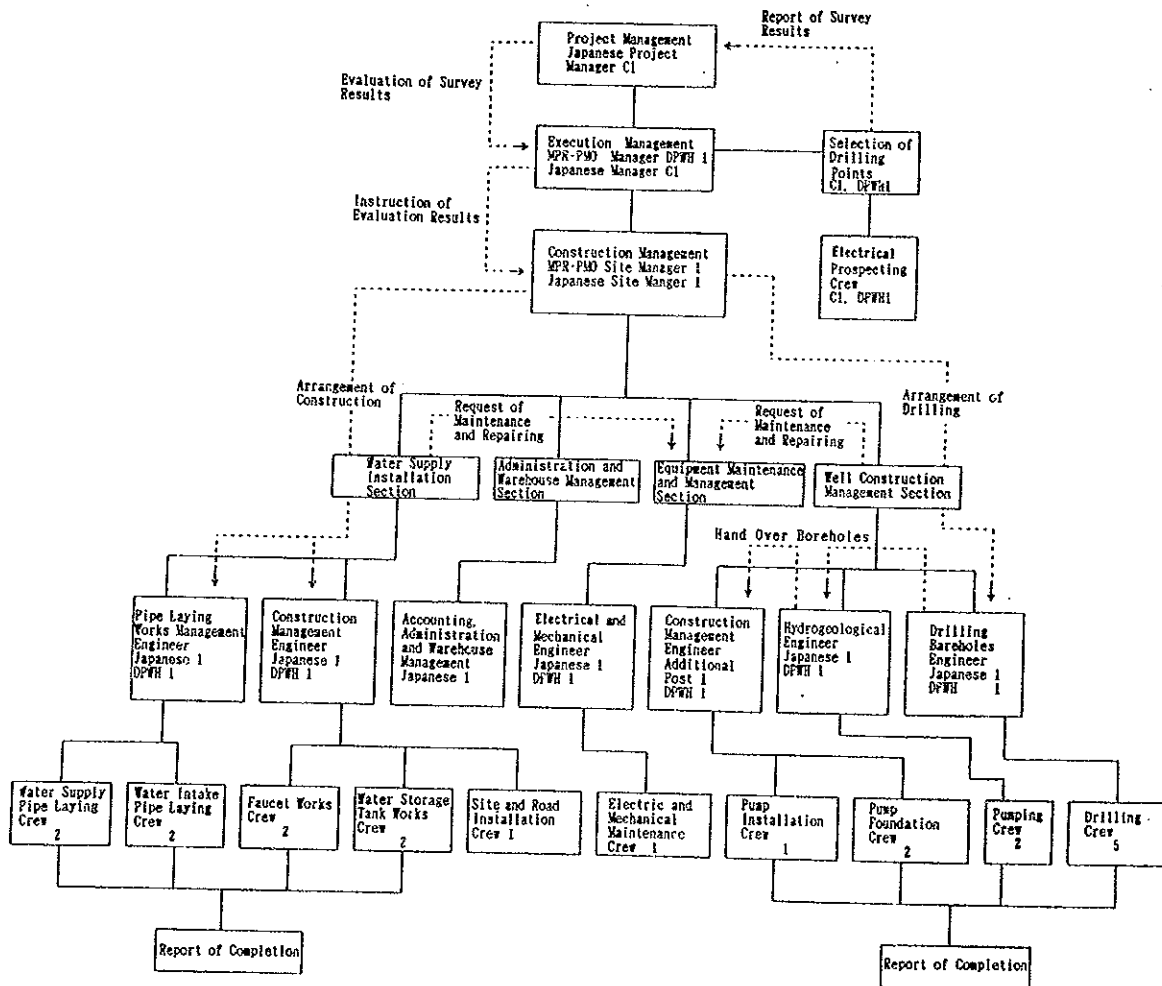 Report of Survey
Results
Project Management
Japanese Project
Manager C1
Evaluation of Survey
Results
Execution Management
MPR-PMO Manager DPWH 1
Japanese Manager C1
Selection of
Drilling
Points
C1, DPWH1
Instruction of
Evaluation Results
Construction Management
MPR-PMO Site Manager 1
Japanese Site Manger 1
Electrical
Prospecting
Crew
C1, DPWH1
Arrangement of
Construction
Request of
Maintenance
and Repairing
Request of
Maintenance
and Repairing
Arrangement of
Drilling
Water Supply
Installation
Section
Administration and
Warehouse Management
Section
Equipment Maintenance
and Management
Section
Well Construction
Management Section
Hand Over Boreholes
Pipe Laying
Works Management
Engineer
Japanese 1
DPWH 1
Construction
Management
Engineer
Japanese 1
DPWH 1
Accounting,
Administration
and Warehouse
Management
Japanese 1
Electrical and
Mechanical
Engineer
Japanese 1
DPWH 1
Construction
Management
Engineer
Additional
Post 1
DPWH 1
Hydrogeological
Engineer
Japanese 1
DPWH 1
Drilling
Bareholes
Engineer
Japanese 1
DPWH 1
Water Supply
Pipe Laying
Crew
2
Water Intake
Pipe Laying
Crew
2
Faucet Works
Crew
2
Water Storage
Tank Works
Crew
2
Site and Road
Installation
Crew 1
Electric and
Mechanical
Maintenance
Crew 1
Pump
Installation
Crew
1
Pump
Foundation
Crew
2
Pumping
Crew
2
Drilling
Crew
5
Report of Completion
Report of Completion